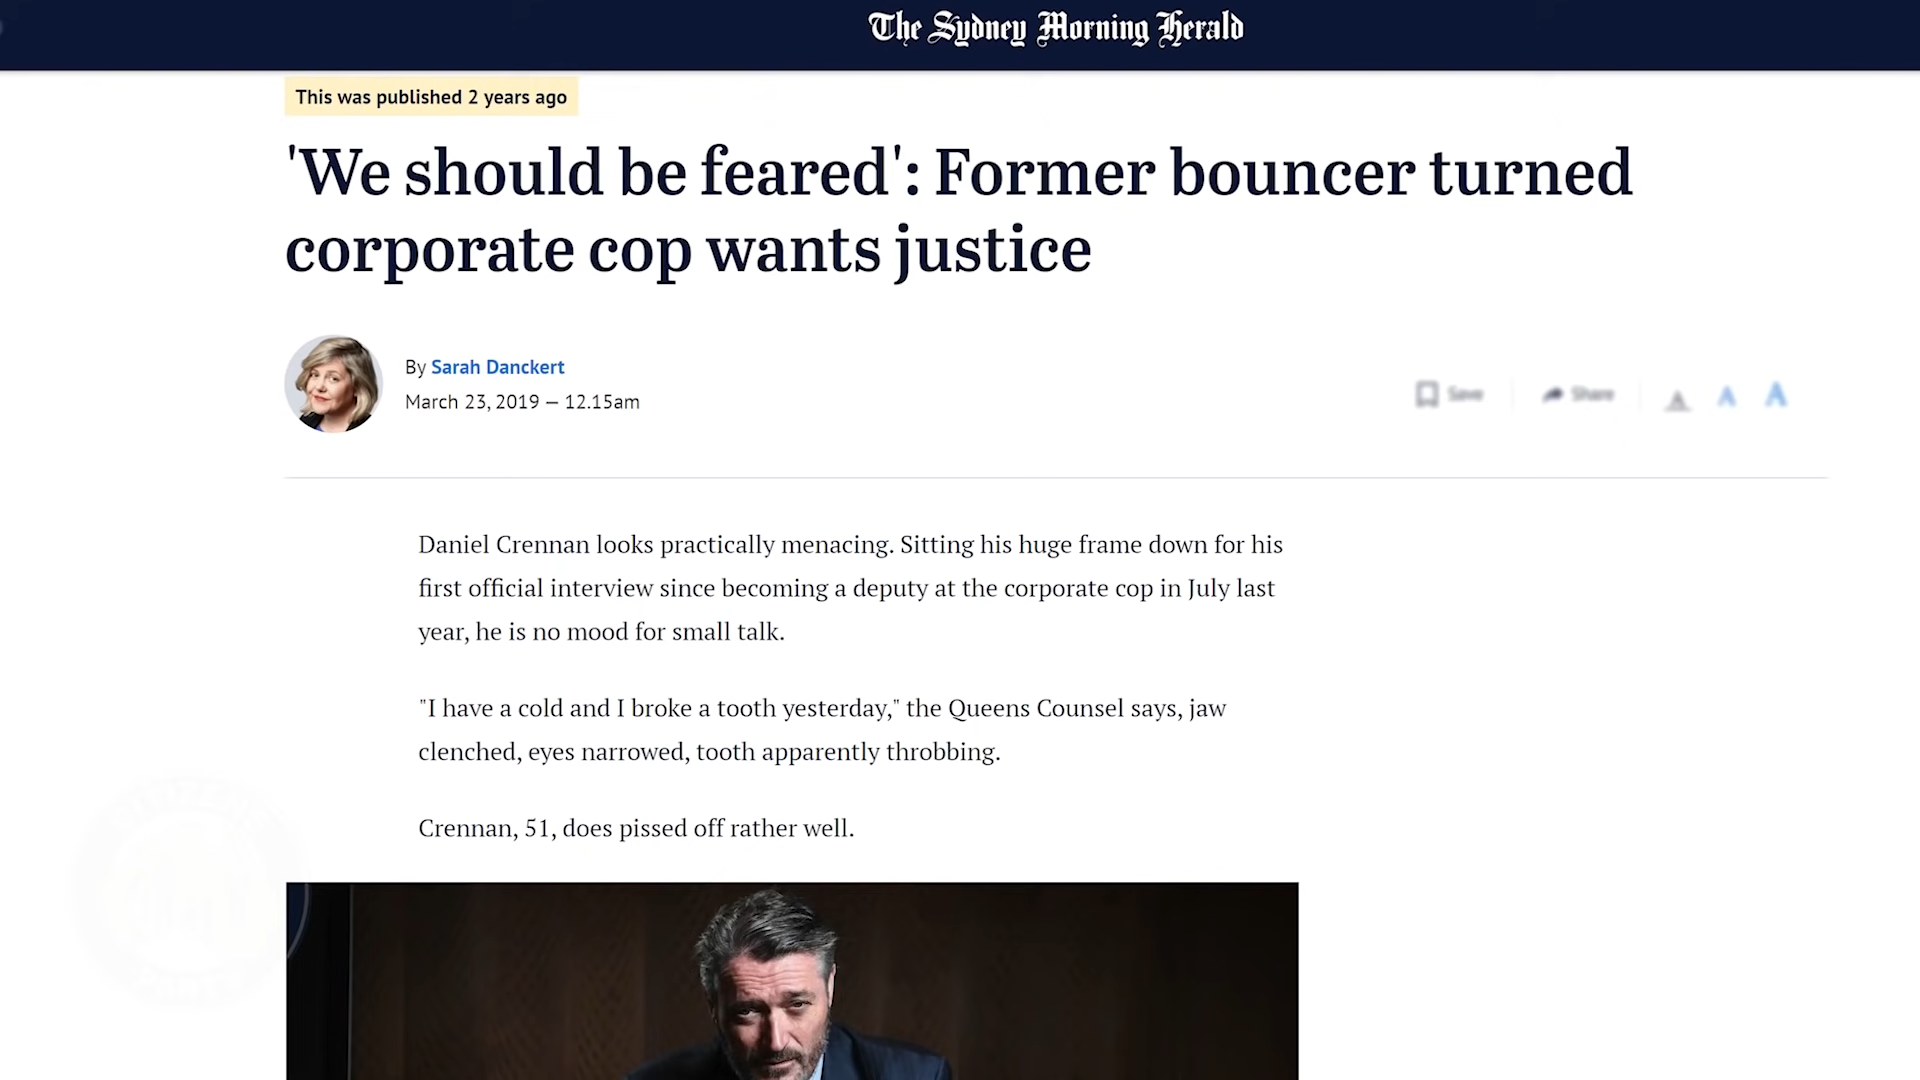 The Sydney Morning Herald
This was published 2 years ago
'We should be feared': Former bouncer turned
corporate cop wants justice
By Sarah Danckert
March 23, 2019 — 12.15am
Save
Share
A A A
Daniel Crennan looks practically menacing. Sitting his huge frame down for his
first official interview since becoming a deputy at the corporate cop in July last
year, he is no mood for small talk.
"I have a cold and I broke a tooth yesterday," the Queens Counsel says, jaw
clenched, eyes narrowed, tooth apparently throbbing.
Crennan, 51, does pissed off rather well.